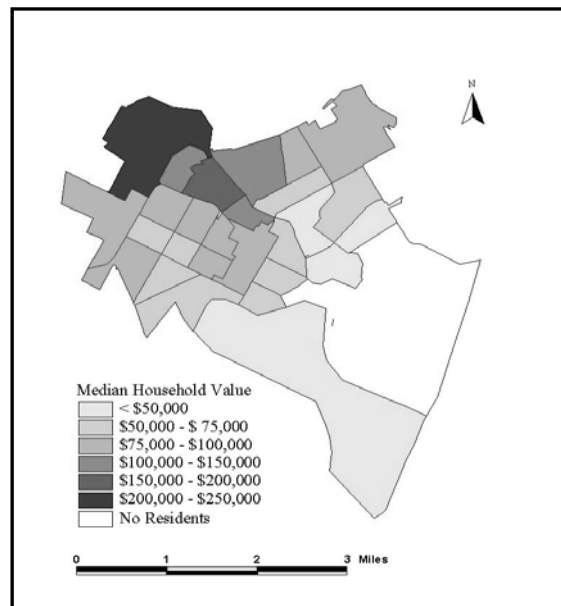 N
Median Household Value
< $50,000
$50,000 - $ 75,000
$75,000 - $100,000
$100,000 - $150,000
$150,000 - $200,000
$200,000 - $250,000
No Residents
0 1 2 3 Miles